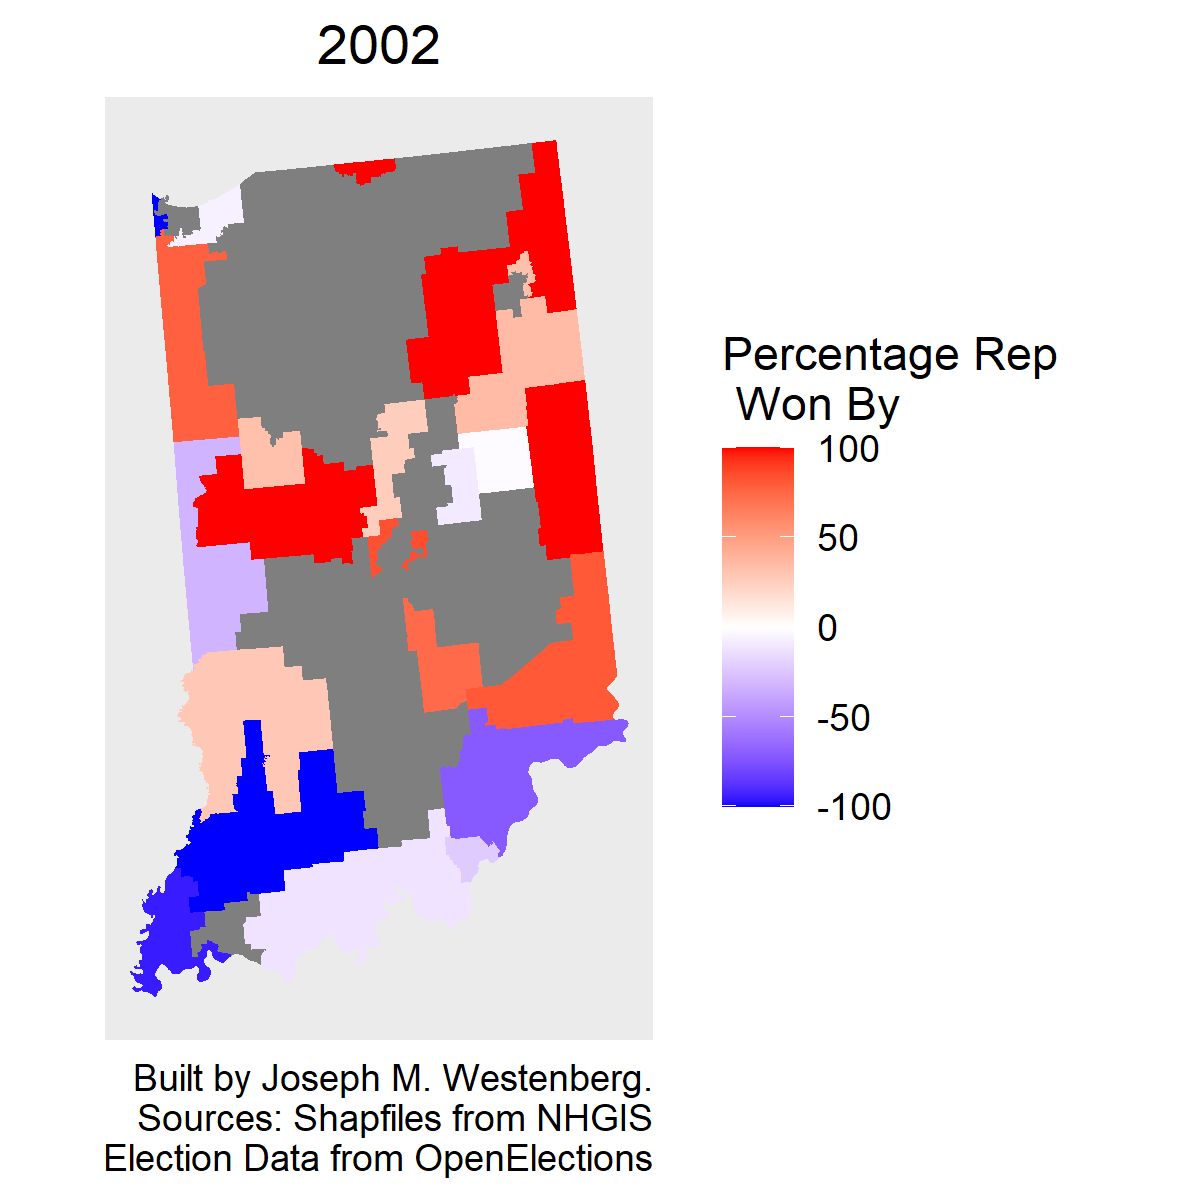 2002
Percentage Rep
Won By
100
50
0
-50
-100
Built by Joseph M. Westenberg.
Sources: Shapfiles from NHGIS
Election Data from OpenElections